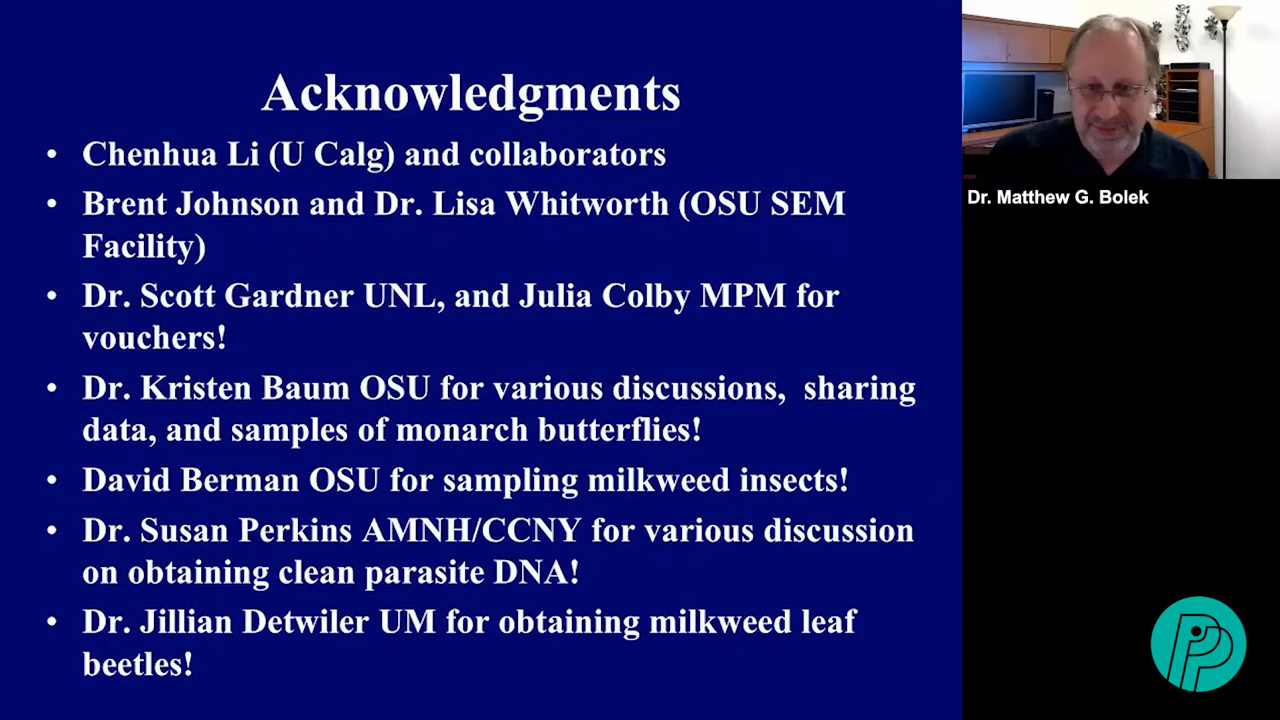 Acknowledgments
• Chenhua Li (U Calg) and collaborators
• Brent Johnson and Dr. Lisa Whitworth (OSU SEM
Facility)
• Dr. Scott Gardner UNL, and Julia Colby MPM for
vouchers!
• Dr. Kristen Baum OSU for various discussions,  sharing
data, and samples of monarch butterflies!
• David Berman OSU for sampling milkweed insects!
• Dr. Susan Perkins AMNH/CCNY for various discussion
on obtaining clean parasite DNA!
• Dr. Jillian Detwiler UM for obtaining milkweed leaf
beetles!
Dr. Matthew G. Bolek
PP